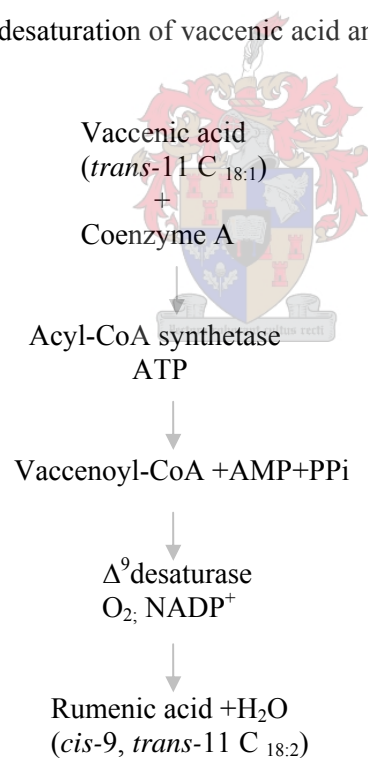 desaturation of vaccenic acid an
Vaccenic acid
(trans-11 C 18:1)
+
Coenzyme A
Acyl-CoA synthetase
ATP
Vaccenoyl-CoA +AMP+PPi
Δ⁹desaturase
O₂; NADP⁺
Rumenic acid +H₂O
(cis-9, trans-11 C 18:2)